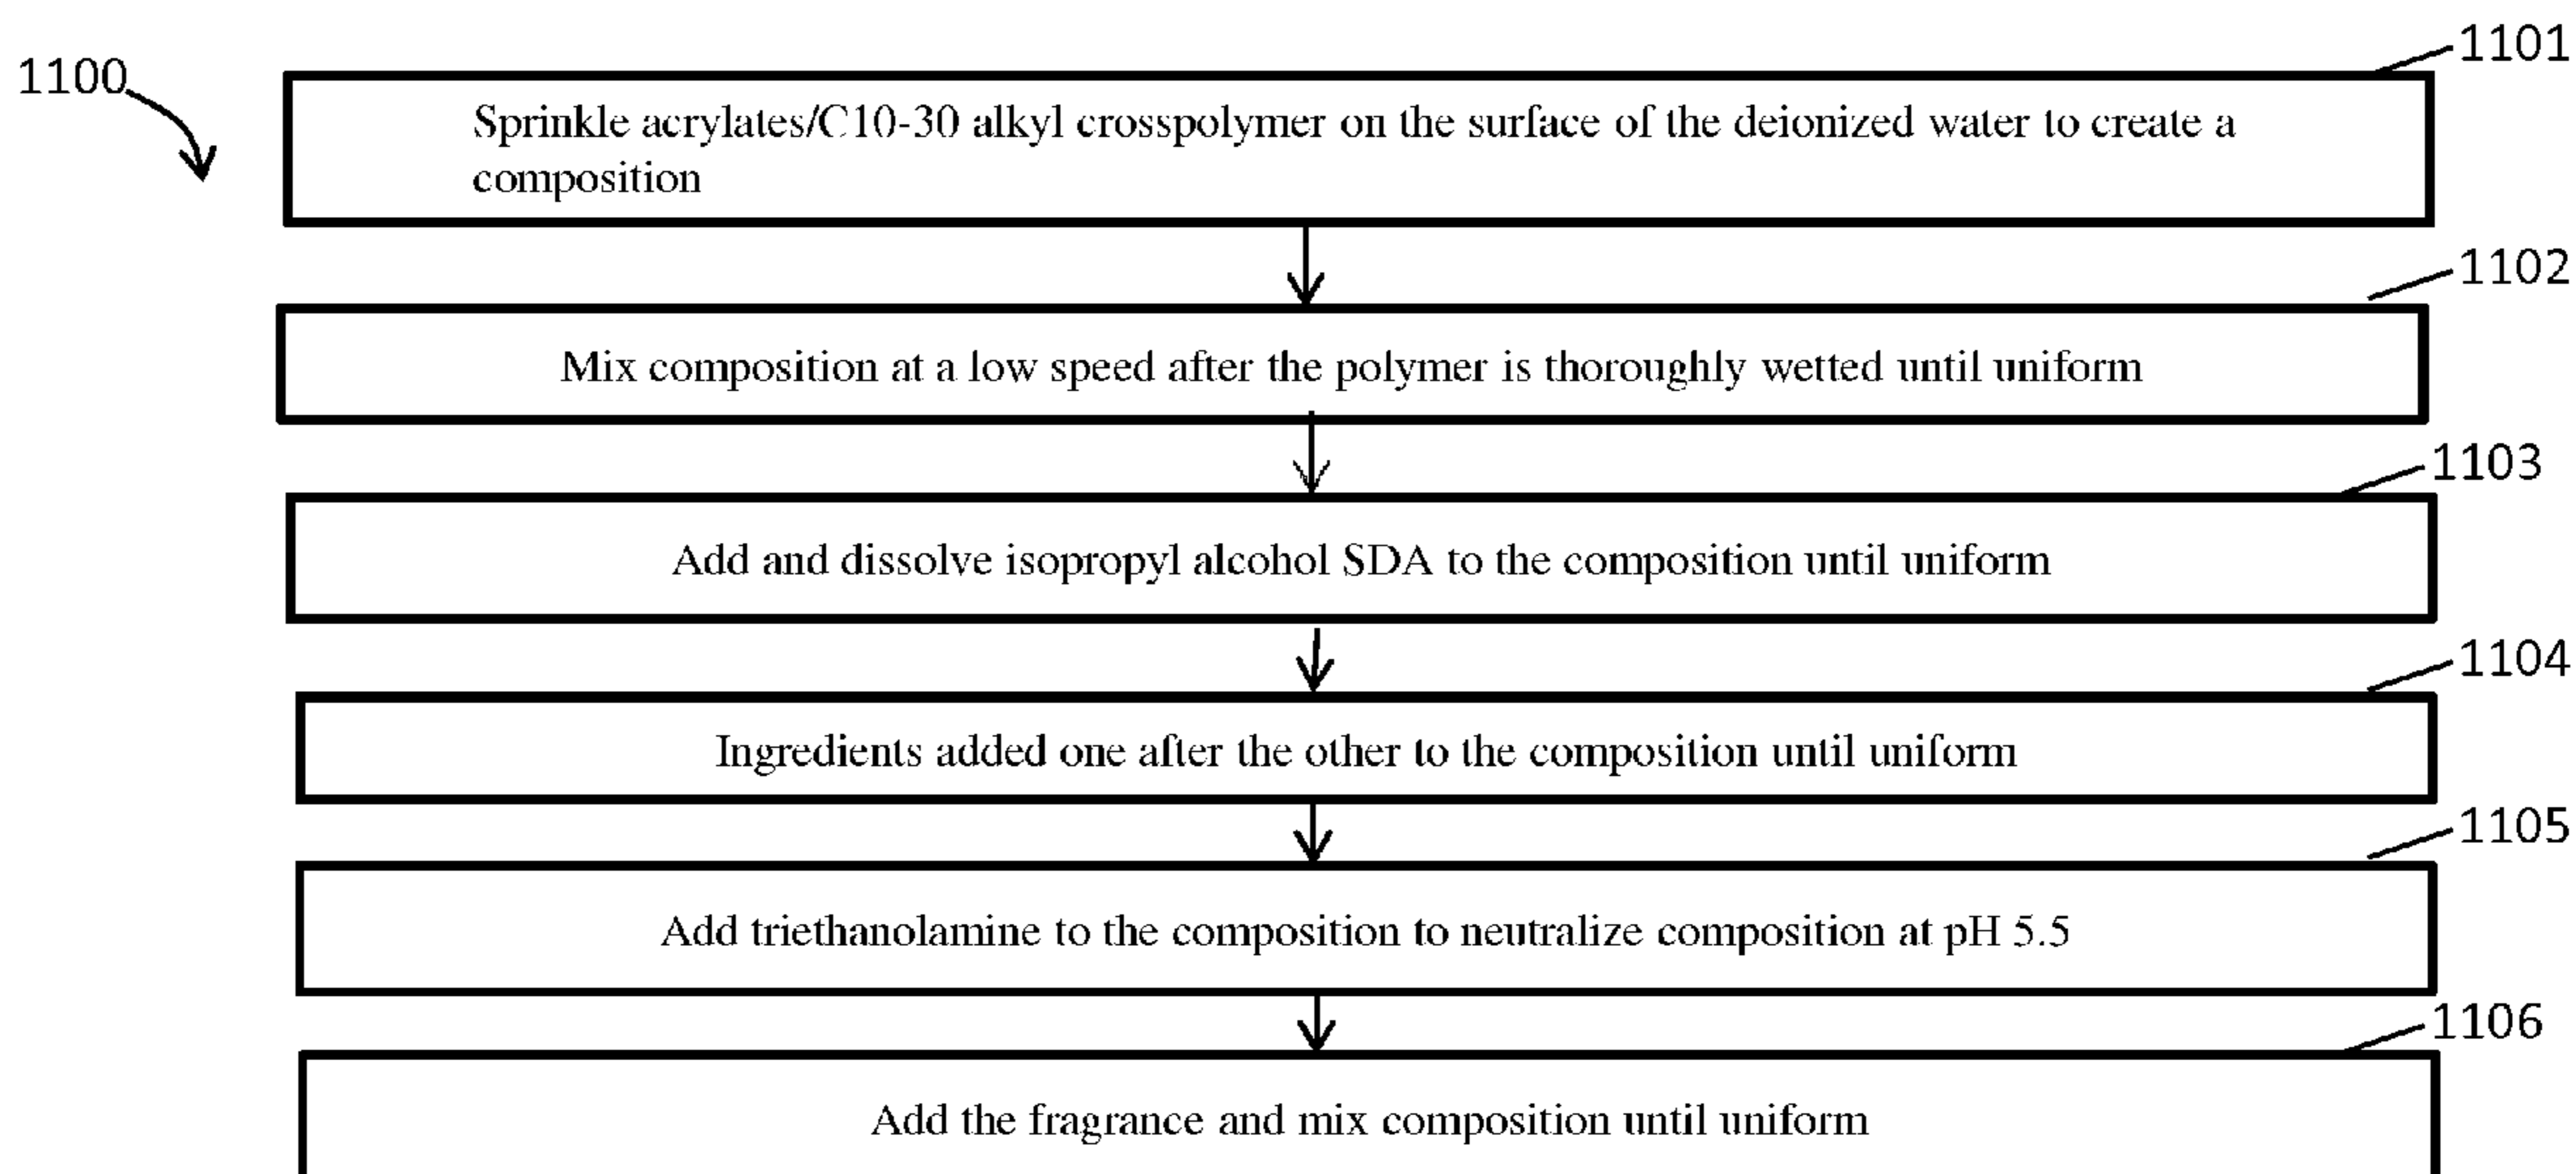 1100
1101
Sprinkle acrylates/C10-30 alkyl crosspolymer on the surface of the deionized water to create a
composition
1102
Mix composition at a low speed after the polymer is thoroughly wetted until uniform
1103
Add and dissolve isopropyl alcohol SDA to the composition until uniform
1104
Ingredients added one after the other to the composition until uniform
1105
Add triethanolamine to the composition to neutralize composition at pH 5.5
1106
Add the fragrance and mix composition until uniform